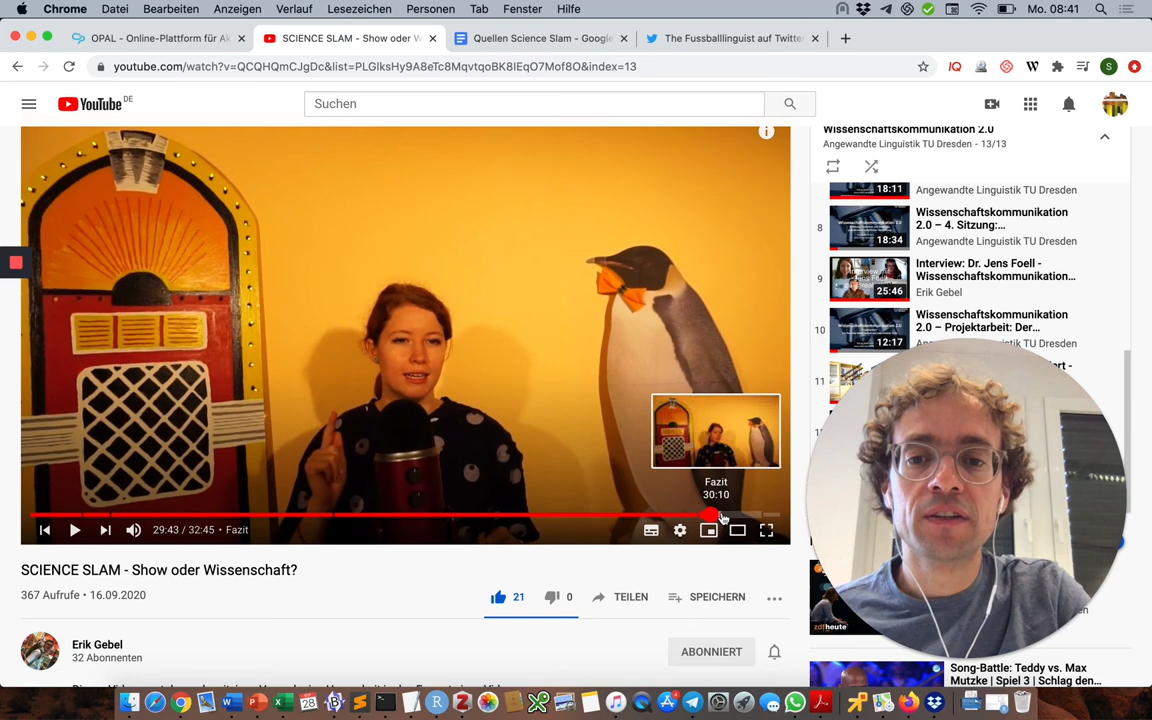 Chrome Datei Bearbeiten Anzeigen Verlauf Lesezeichen Personen Tab Fenster Hilfe Mo. 08:41
OPAL - Online-Plattform für Ak
SCIENCE SLAM - Show oder W
Quellen Science Slam - Google
The Fussballlinguist auf Twitte
youtube.com/watch?v=QCQHQmCJgDc&list=PLGlksHy9A8eTc8MqvtqoBK8IEqO7Mof8O&index=13
IQ
W
S
YouTube DE
Suchen
Wissenschaftskommunikation 2.0
Angewandte Linguistik TU Dresden - 13/13
18:11
Angewandte Linguistik TU Dresden
8
18:34
Wissenschaftskommunikation
2.0 – 4. Sitzung:...
Angewandte Linguistik TU Dresden
9
25:46
Interview: Dr. Jens Foell -
Wissenschaftskommunikation...
Erik Gebel
10
12:17
Wissenschaftskommunikation
2.0 – Projektarbeit: Der...
TU Dresden
11
Fazit
30:10
29:43 / 32:45 • Fazit
SCIENCE SLAM - Show oder Wissenschaft?
367 Aufrufe • 16.09.2020
21
0
TEILEN
SPEICHERN
Erik Gebel
32 Abonnenten
ABONNIERT
zdfheute
Song-Battle: Teddy vs. Max
Mutzke | Spiel 3 | Schlag den...